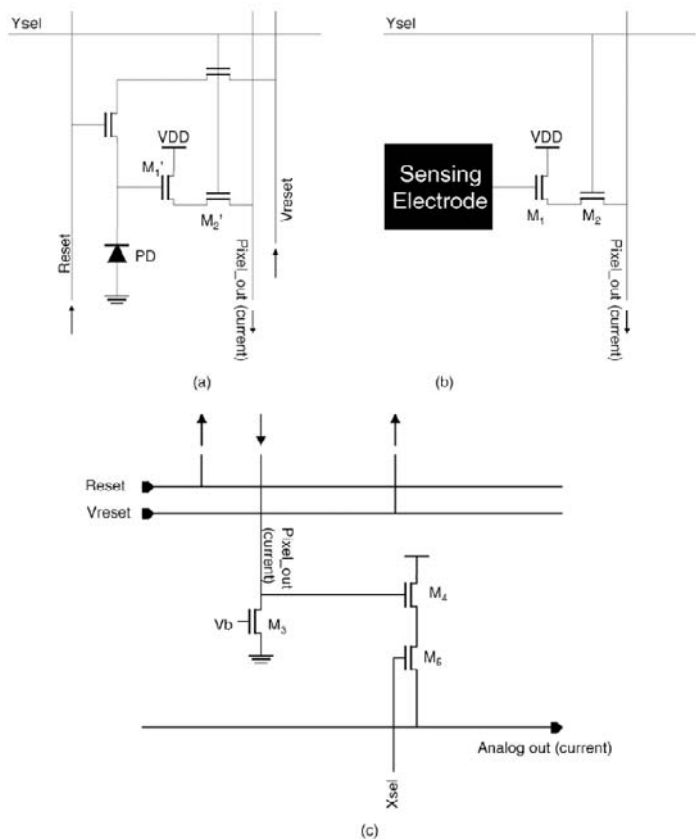 Ysel
VDD
M1'
M2'
PD
Reset
Pixel_out
(current)
Vreset
(a)
Ysel
Sensing
Electrode
VDD
M1
M2
Pixel_out
(current)
(b)
Reset
Vreset
Pixel_out
(current)
Vb
M3
M4
M5
Analog out (current)
Xsel
(c)